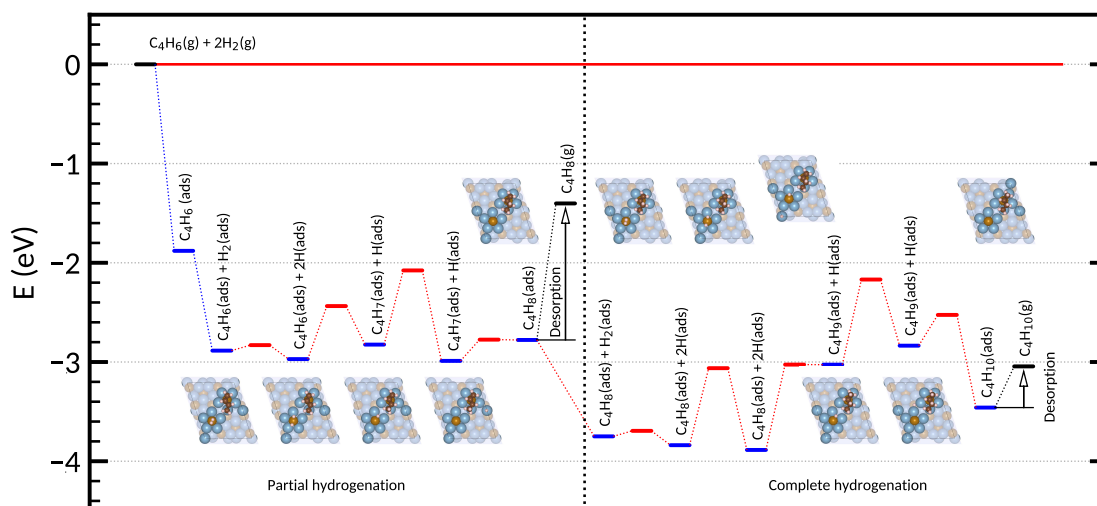 C₄H₆(g) + 2H₂(g)
E (eV)
0
−1
−2
−3
−4
C₄H₆ (ads)
C₄H₆(ads) + H₂(ads)
C₄H₆(ads) + 2H(ads)
C₄H₇(ads) + H(ads)
C₄H₇(ads) + H(ads)
C₄H₈(ads)
Desorption
C₄H₈(g)
C₄H₈(ads) + H₂(ads)
C₄H₈(ads) + 2H(ads)
C₄H₈(ads) + 2H(ads)
C₄H₉(ads) + H(ads)
C₄H₉(ads) + H(ads)
C₄H₁₀(ads)
C₄H₁₀(g)
Desorption
Partial hydrogenation
Complete hydrogenation